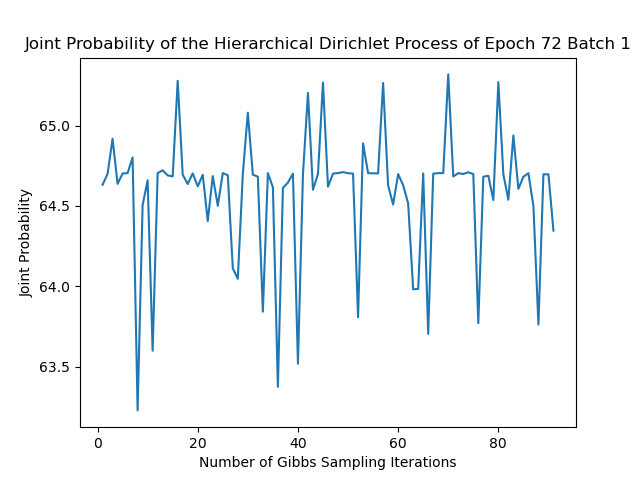 Joint Probability of the Hierarchical Dirichlet Process of Epoch 72 Batch 1
65.0
64.5
64.0
63.5
Joint Probability
0 20 40 60 80
Number of Gibbs Sampling Iterations